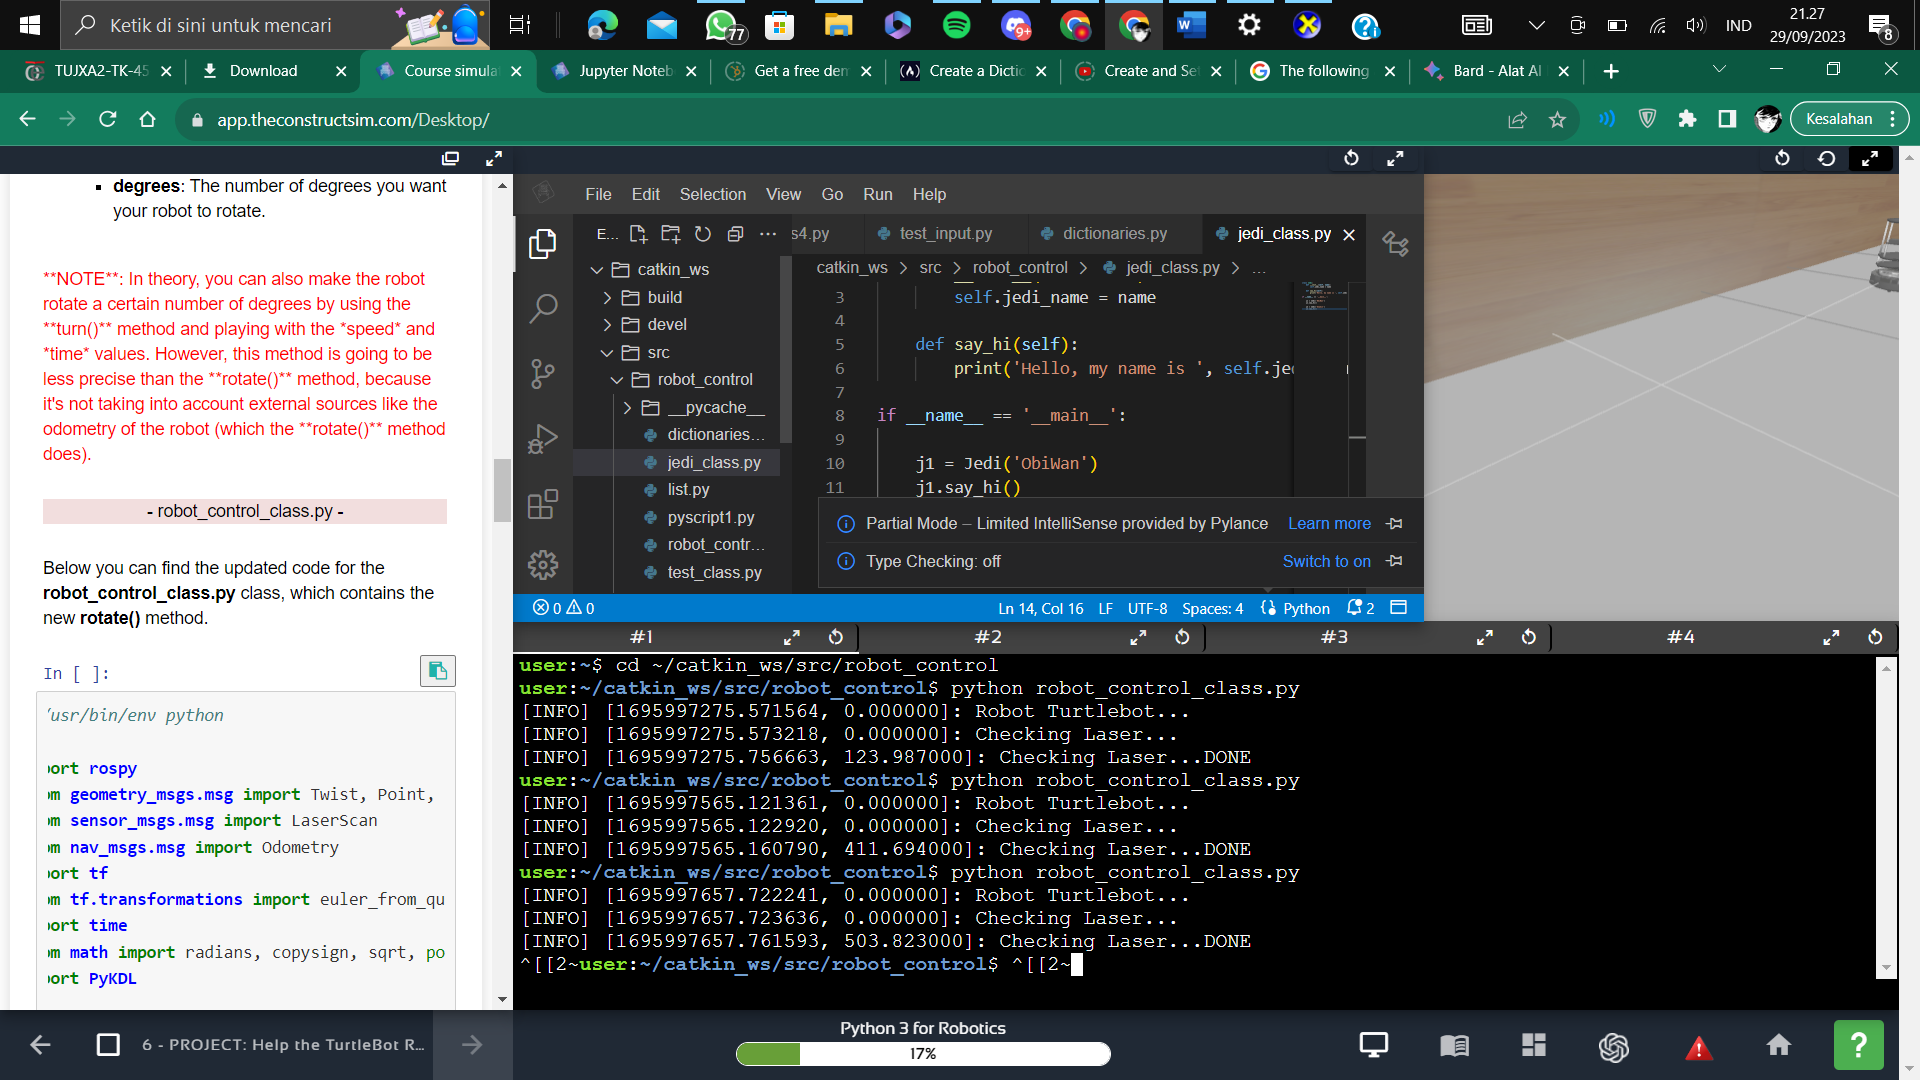 Ketik di sini untuk mencari
77
9+
IND
21.27
29/09/2023
8
TUJXA2-TK-45
Download
Course simula
Jupyter Noteb
Get a free dem
Create a Dictio
Create and Se
The following
Bard - Alat AI
app.theconstructsim.com/Desktop/
Kesalahan
degrees: The number of degrees you want
your robot to rotate.
**NOTE**: In theory, you can also make the robot
rotate a certain number of degrees by using the
**turn()** method and playing with the *speed* and
*time* values. However, this method is going to be
less precise than the **rotate()** method, because
it's not taking into account external sources like the
odometry of the robot (which the **rotate()** method
does).
- robot_control_class.py -
Below you can find the updated code for the
robot_control_class.py class, which contains the
new rotate() method.
In [ ]:
/usr/bin/env python
port rospy
om geometry_msgs.msg import Twist, Point,
om sensor_msgs.msg import LaserScan
om nav_msgs.msg import Odometry
port tf
om tf.transformations import euler_from_qu
port time
om math import radians, copysign, sqrt, po
port PyKDL
File Edit Selection View Go Run Help
E...
s4.py
test_input.py
dictionaries.py
jedi_class.py
catkin_ws
build
devel
src
robot_control
__pycache__
dictionaries...
jedi_class.py
list.py
pyscript1.py
robot_contr...
test_class.py
catkin_ws > src > robot_control > jedi_class.py > ...
3 self.jedi_name = name
4
5 def say_hi(self):
6 print('Hello, my name is ', self.je
7
8 if __name__ == '__main__':
9
10 j1 = Jedi('ObiWan')
11 j1.say_hi()
Partial Mode – Limited IntelliSense provided by Pylance Learn more
Type Checking: off Switch to on
0 0 Ln 14, Col 16 LF UTF-8 Spaces: 4 Python 2
#1 #2 #3 #4
user:~$ cd ~/catkin_ws/src/robot_control
user:~/catkin_ws/src/robot_control$ python robot_control_class.py
[INFO] [1695997275.571564, 0.000000]: Robot Turtlebot...
[INFO] [1695997275.573218, 0.000000]: Checking Laser...
[INFO] [1695997275.756663, 123.987000]: Checking Laser...DONE
user:~/catkin_ws/src/robot_control$ python robot_control_class.py
[INFO] [1695997565.121361, 0.000000]: Robot Turtlebot...
[INFO] [1695997565.122920, 0.000000]: Checking Laser...
[INFO] [1695997565.160790, 411.694000]: Checking Laser...DONE
user:~/catkin_ws/src/robot_control$ python robot_control_class.py
[INFO] [1695997657.722241, 0.000000]: Robot Turtlebot...
[INFO] [1695997657.723636, 0.000000]: Checking Laser...
[INFO] [1695997657.761593, 503.823000]: Checking Laser...DONE
^[[2~user:~/catkin_ws/src/robot_control$ ^[[2~
6 - PROJECT: Help the TurtleBot R...
Python 3 for Robotics
17%
?